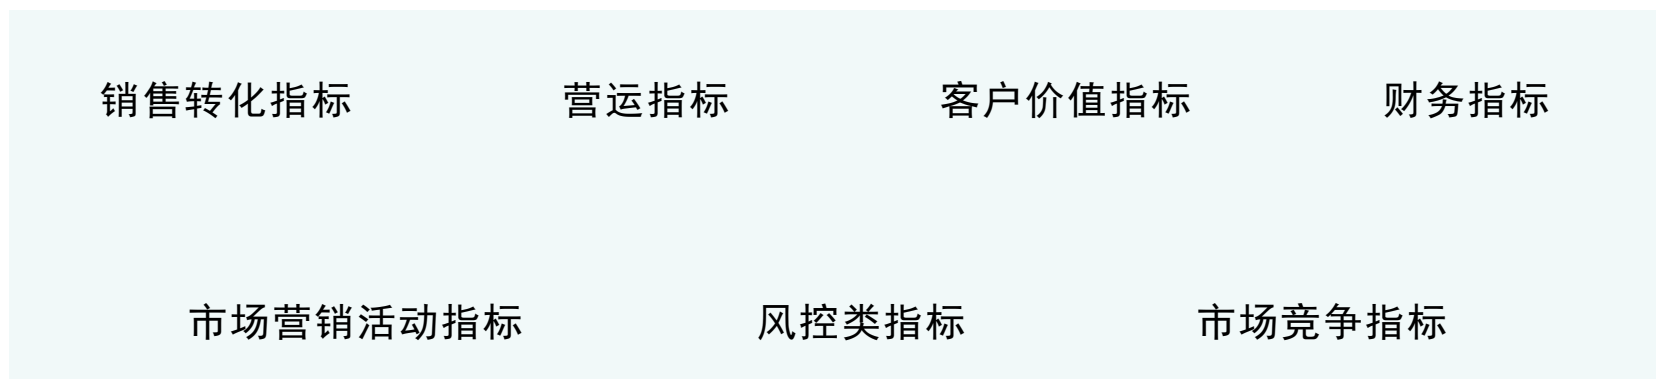 销售转化指标 营运指标 客户价值指标 财务指标
市场营销活动指标 风控类指标 市场竞争指标